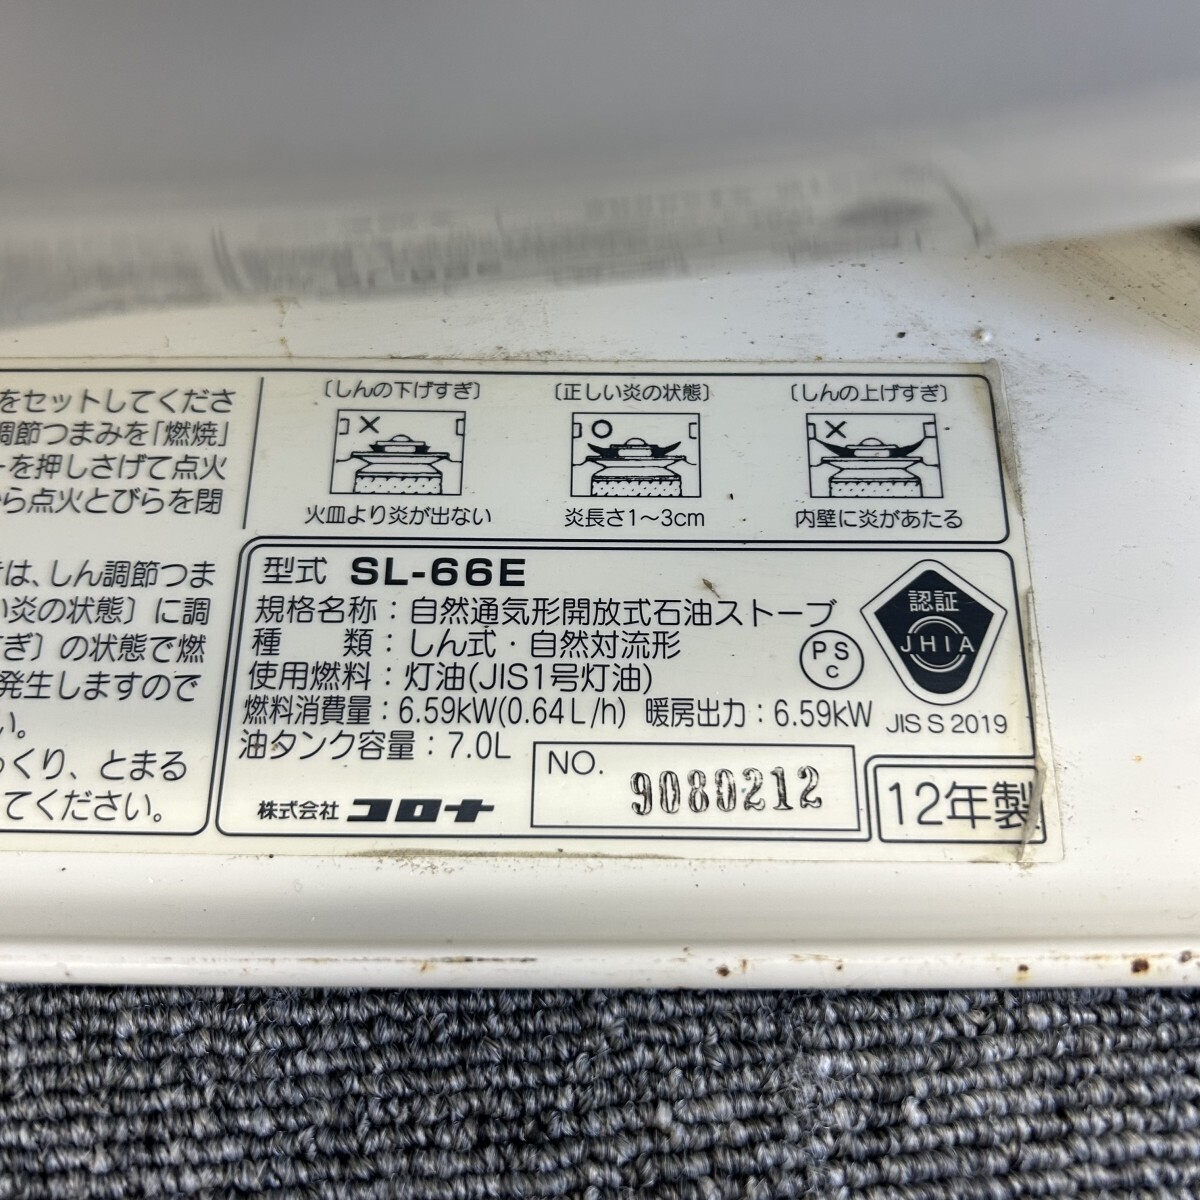 をセットしてくださ
調節つまみを「燃焼」
ーを押しさげて点火
ら点火とびらを閉
は、しん調節つま
い炎の状態〕に調
すぎ〕の状態で燃
発生しますので
い。
っくり、とまる
てください。
〔しんの下げすぎ〕
×
火皿より炎が出ない
〔正しい炎の状態〕
○
炎長さ1〜3cm
〔しんの上げすぎ〕
×
内壁に炎があたる
型式 SL-66E
規格名称：自然通気形開放式石油ストーブ
種 類：しん式・自然対流形
使用燃料：灯油(JIS1号灯油)
燃料消費量：6.59kW(0.64L/h) 暖房出力：6.59kW
油タンク容量：7.0L
PSC
認証
JHIA
JIS S 2019
株式会社 コロナ
NO. 9080212
12年製